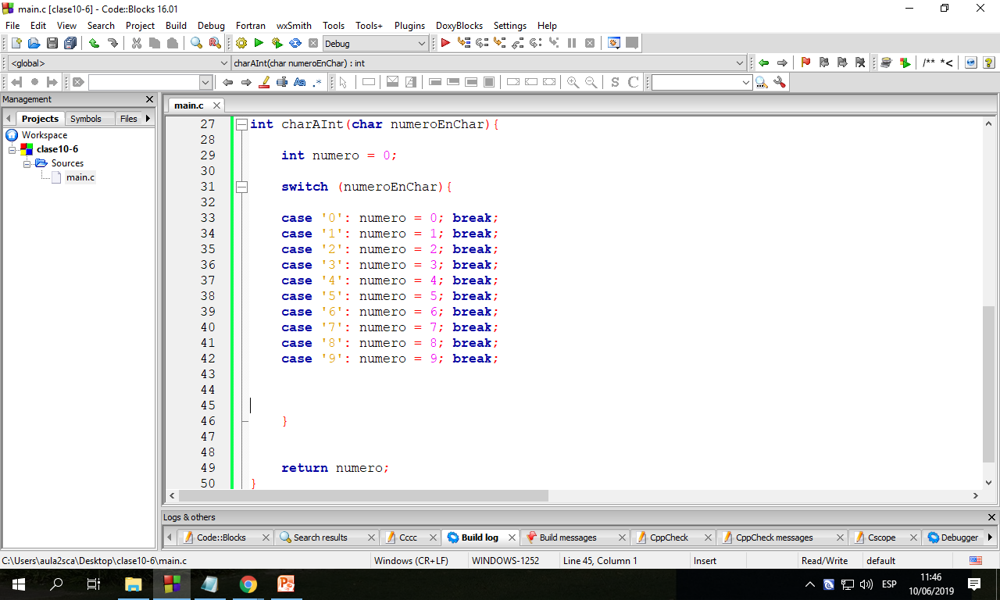 main.c [clase10-6] - Code::Blocks 16.01
File Edit View Search Project Build Debug Fortran wxSmith Tools Tools+ Plugins DoxyBlocks Settings Help
Debug
<global> charAInt(char numeroEnChar) : int
/** *<
Aa .* S C
Management
Projects Symbols Files
main.c
Workspace
clase10-6
Sources
main.c
27 int charAInt(char numeroEnChar){
28
29 int numero = 0;
30
31 switch (numeroEnChar){
32
33 case '0': numero = 0; break;
34 case '1': numero = 1; break;
35 case '2': numero = 2; break;
36 case '3': numero = 3; break;
37 case '4': numero = 4; break;
38 case '5': numero = 5; break;
39 case '6': numero = 6; break;
40 case '7': numero = 7; break;
41 case '8': numero = 8; break;
42 case '9': numero = 9; break;
43
44
45
46 }
47
48
49 return numero;
50 }
Logs & others
Code::Blocks Search results Cccc Build log Build messages CppCheck CppCheck messages Cscope Debugger
C:\Users\aula2sca\Desktop\clase10-6\main.c Windows (CR+LF) WINDOWS-1252 Line 45, Column 1 Insert Read/Write default
ESP
11:46
10/06/2019